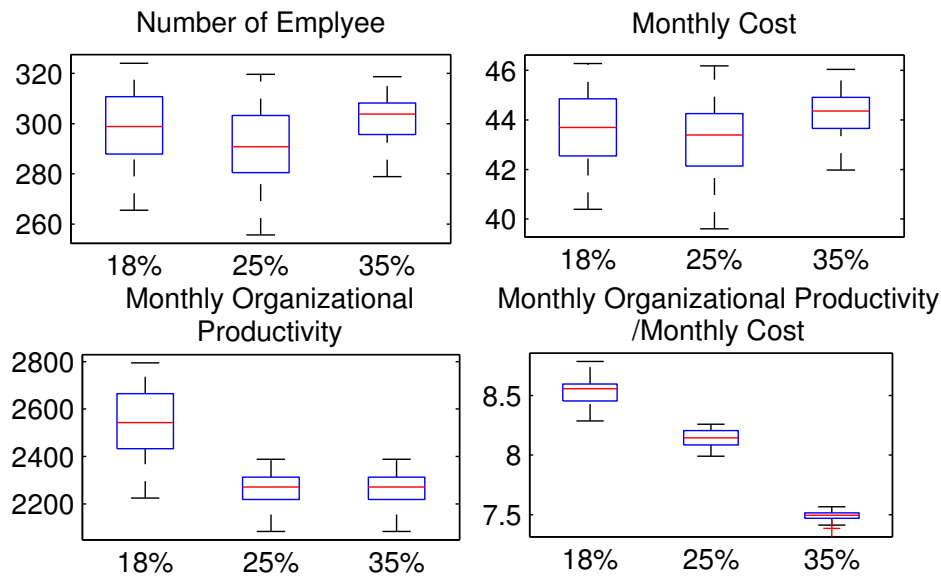 Number of Emplyee
320
300
280
260
18% 25% 35%
Monthly Cost
46
44
42
40
18% 25% 35%
Monthly Organizational
Productivity
2800
2600
2400
2200
18% 25% 35%
Monthly Organizational Productivity
/Monthly Cost
8.5
8
7.5
18% 25% 35%